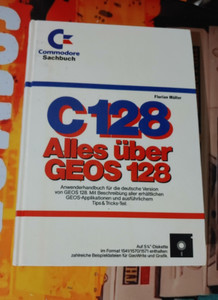 Commodore
Sachbuch
Florian Müller
C128
Alles über
GEOS 128
Anwenderhandbuch für die deutsche Version
von GEOS 128. Mit Beschreibung aller erhältlichen
GEOS-Applikationen und ausführlichem
Tips & Tricks-Teil.
Auf 5¼"-Diskette
im Format 1541/1570/1571 enthalten:
zahlreiche Beispieldateien für GeoWrite und Grafik